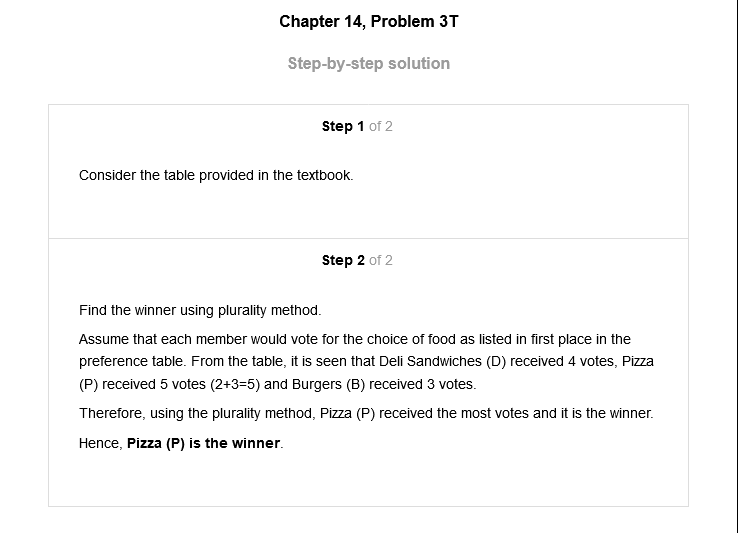 Chapter 14, Problem 3T
Step-by-step solution
Step 1 of 2
Consider the table provided in the textbook.
Step 2 of 2
Find the winner using plurality method.
Assume that each member would vote for the choice of food as listed in first place in the
preference table. From the table, it is seen that Deli Sandwiches (D) received 4 votes, Pizza
(P) received 5 votes (2+3=5) and Burgers (B) received 3 votes.
Therefore, using the plurality method, Pizza (P) received the most votes and it is the winner.
Hence, Pizza (P) is the winner.